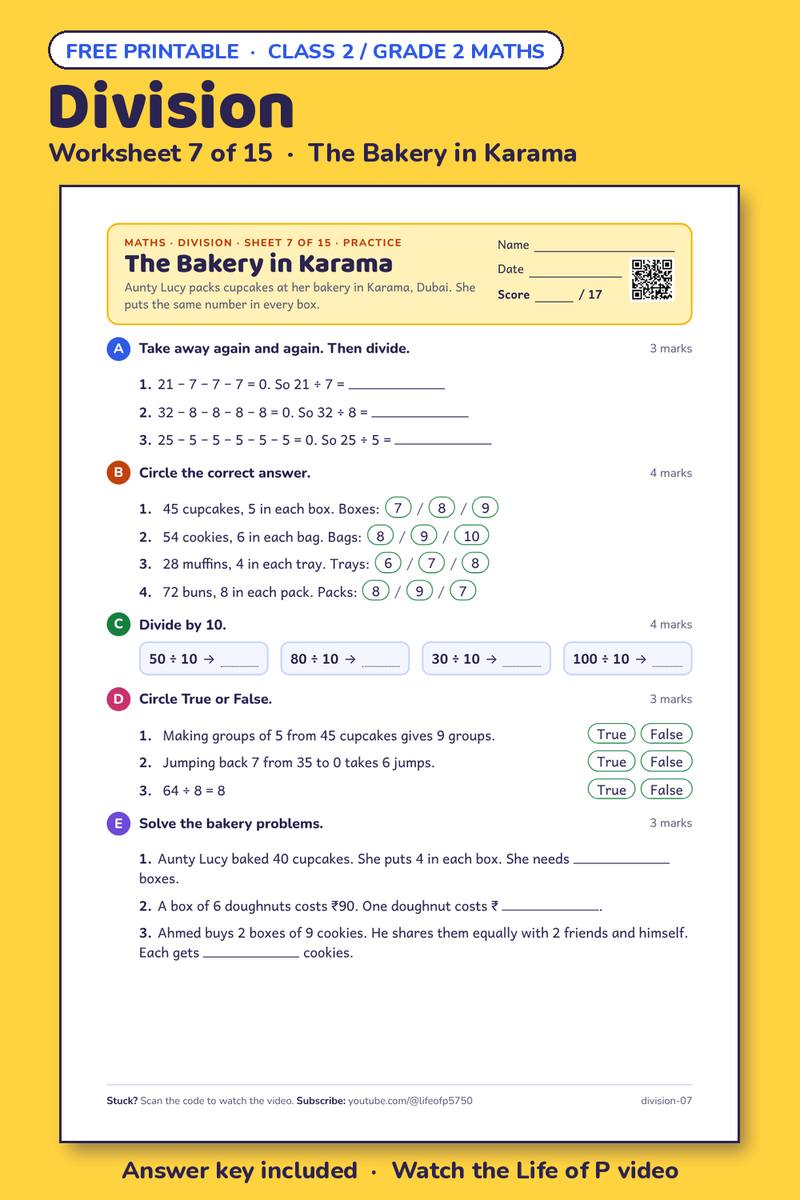 FREE PRINTABLE · CLASS 2 / GRADE 2 MATHS
Division
Worksheet 7 of 15 · The Bakery in Karama
MATHS · DIVISION · SHEET 7 OF 15 · PRACTICE
The Bakery in Karama
Aunty Lucy packs cupcakes at her bakery in Karama, Dubai. She
puts the same number in every box.
Name ____________
Date ____________
Score _____ / 17
A Take away again and again. Then divide. 3 marks
1. 21 − 7 − 7 − 7 = 0. So 21 ÷ 7 = ____________
2. 32 − 8 − 8 − 8 − 8 = 0. So 32 ÷ 8 = ____________
3. 25 − 5 − 5 − 5 − 5 − 5 = 0. So 25 ÷ 5 = ____________
B Circle the correct answer. 4 marks
1. 45 cupcakes, 5 in each box. Boxes: 7 / 8 / 9
2. 54 cookies, 6 in each bag. Bags: 8 / 9 / 10
3. 28 muffins, 4 in each tray. Trays: 6 / 7 / 8
4. 72 buns, 8 in each pack. Packs: 8 / 9 / 7
C Divide by 10. 4 marks
50 ÷ 10 → _____ 80 ÷ 10 → _____ 30 ÷ 10 → _____ 100 ÷ 10 → _____
D Circle True or False. 3 marks
1. Making groups of 5 from 45 cupcakes gives 9 groups. True False
2. Jumping back 7 from 35 to 0 takes 6 jumps. True False
3. 64 ÷ 8 = 8 True False
E Solve the bakery problems. 3 marks
1. Aunty Lucy baked 40 cupcakes. She puts 4 in each box. She needs ____________
boxes.
2. A box of 6 doughnuts costs ₹90. One doughnut costs ₹ ____________.
3. Ahmed buys 2 boxes of 9 cookies. He shares them equally with 2 friends and himself.
Each gets ____________ cookies.
Stuck? Scan the code to watch the video. Subscribe: youtube.com/@lifeofp5750 division-07
Answer key included · Watch the Life of P video